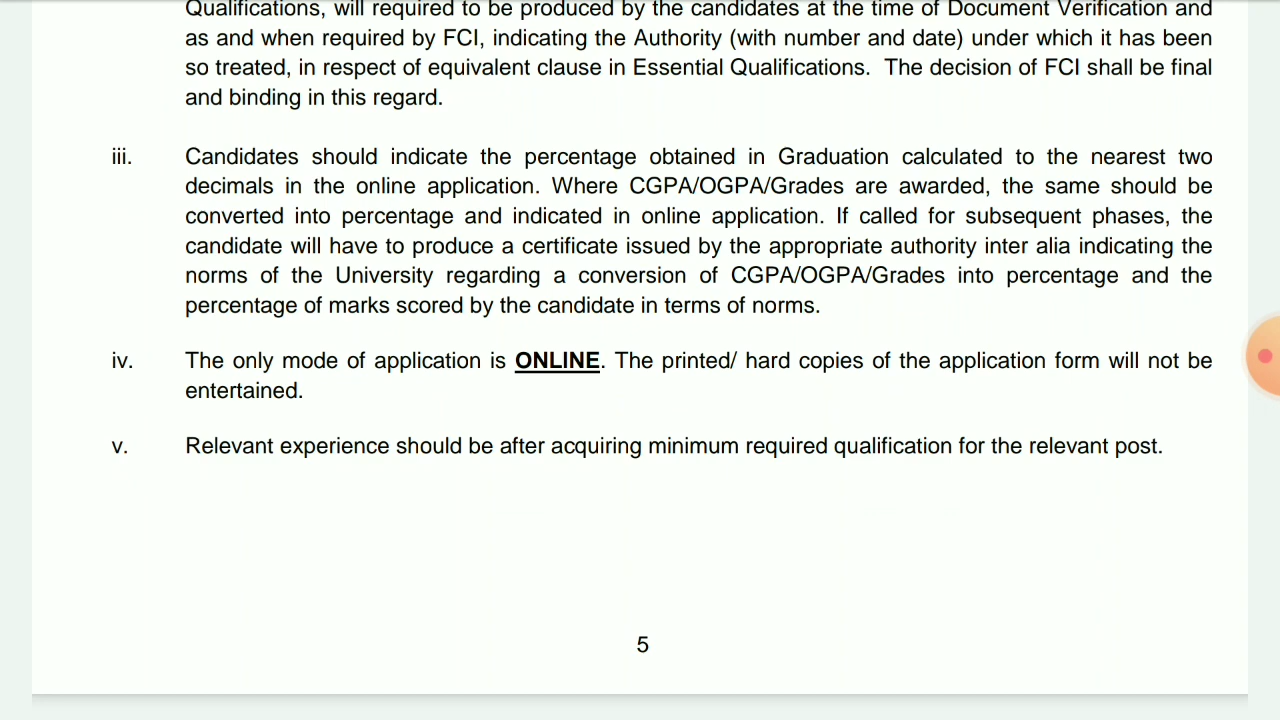 Qualifications, will required to be produced by the candidates at the time of Document Verification and
as and when required by FCI, indicating the Authority (with number and date) under which it has been
so treated, in respect of equivalent clause in Essential Qualifications. The decision of FCI shall be final
and binding in this regard.
iii. Candidates should indicate the percentage obtained in Graduation calculated to the nearest two
decimals in the online application. Where CGPA/OGPA/Grades are awarded, the same should be
converted into percentage and indicated in online application. If called for subsequent phases, the
candidate will have to produce a certificate issued by the appropriate authority inter alia indicating the
norms of the University regarding a conversion of CGPA/OGPA/Grades into percentage and the
percentage of marks scored by the candidate in terms of norms.
iv. The only mode of application is ONLINE. The printed/ hard copies of the application form will not be
entertained.
v. Relevant experience should be after acquiring minimum required qualification for the relevant post.
5